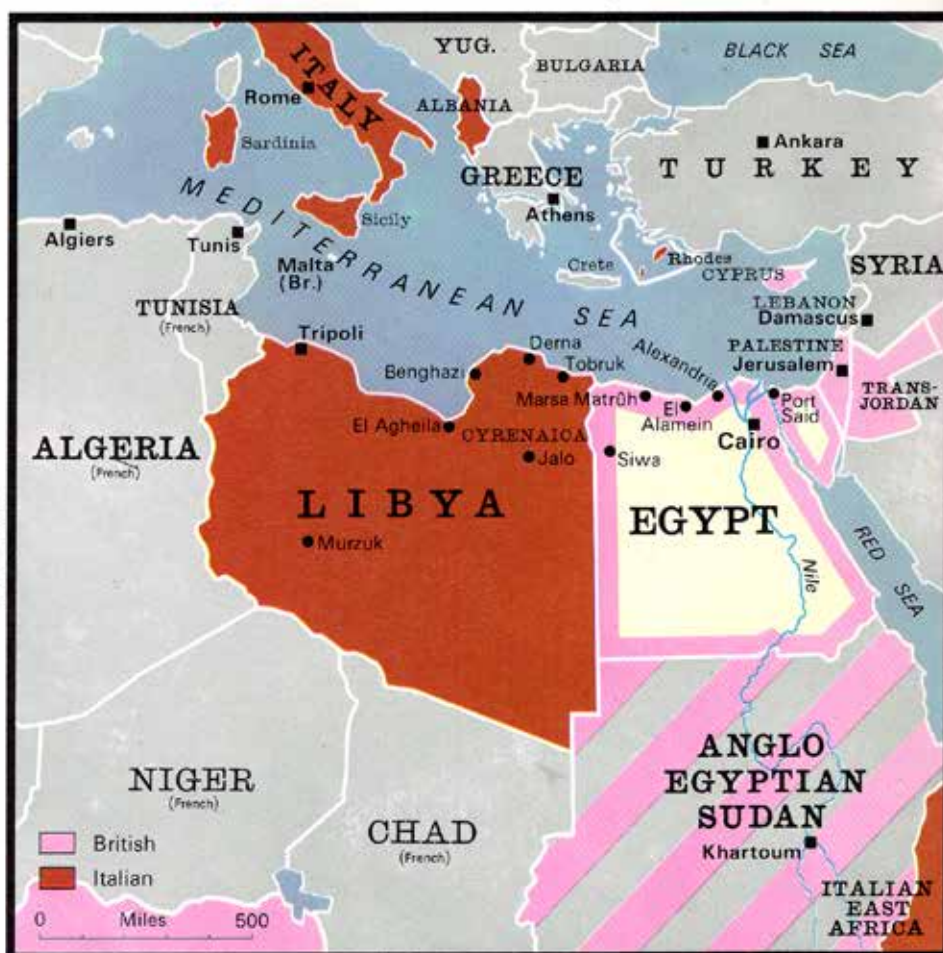 YUG.
BLACK SEA
BULGARIA
ITALY
Rome
ALBANIA
Ankara
TURKEY
Sardinia
GREECE
MEDITERRANEAN SEA
Athens
Sicily
Algiers
Tunis
Malta
(Br.)
Crete
Rhodes
CYPRUS
SYRIA
TUNISIA
(French)
LEBANON
Damascus
Tripoli
Derna
Tobruk
Alexandria
PALESTINE
Jerusalem
Benghazi
Marsa Matrûh
El
Alamein
Port
Said
TRANS-
JORDAN
El Agheila
CYRENAICA
Cairo
ALGERIA
(French)
Jalo
Siwa
LIBYA
EGYPT
Murzuk
Nile
RED SEA
ANGLO
EGYPTIAN
SUDAN
NIGER
(French)
CHAD
(French)
Khartoum
British
Italian
0 Miles 500
ITALIAN
EAST
AFRICA